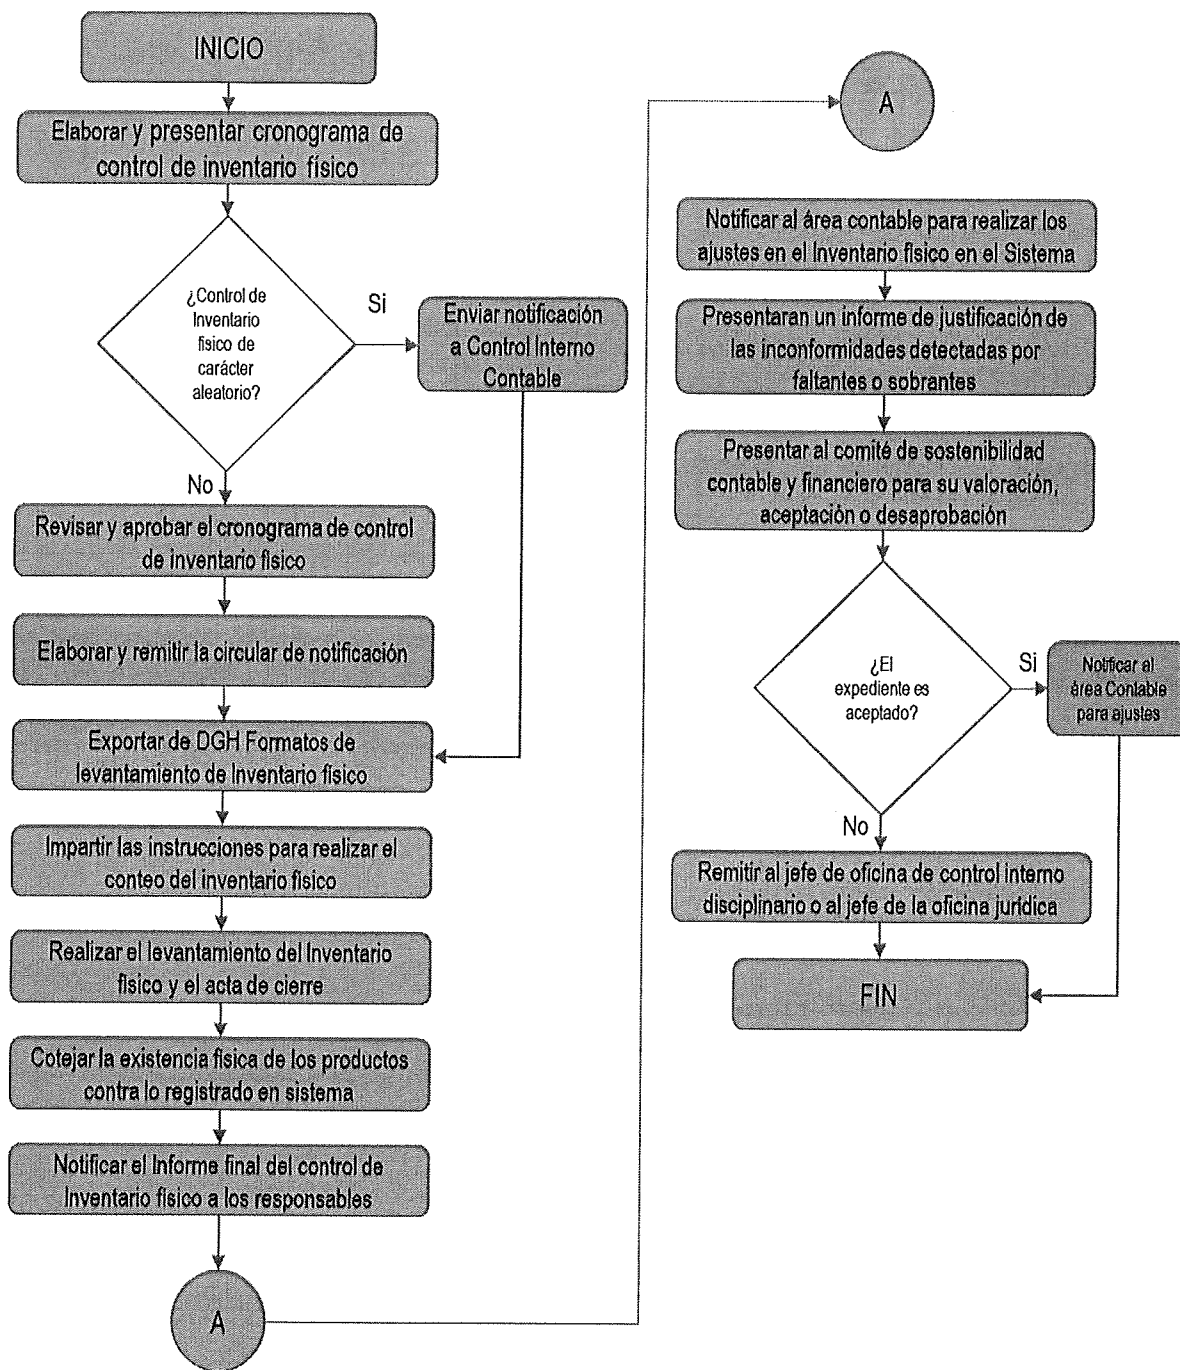 INICIO
Elaborar y presentar cronograma de
control de inventario físico
¿Control de
Inventario
físico de
carácter
aleatorio?
Si
Enviar notificación
a Control Interno
Contable
No
Revisar y aprobar el cronograma de control
de inventario físico
Elaborar y remitir la circular de notificación
Exportar de DGH Formatos de
levantamiento de Inventario físico
Impartir las instrucciones para realizar el
conteo del inventario físico
Realizar el levantamiento del Inventario
físico y el acta de cierre
Cotejar la existencia física de los productos
contra lo registrado en sistema
Notificar el Informe final del control de
Inventario físico a los responsables
A
A
Notificar al área contable para realizar los
ajustes en el Inventario físico en el Sistema
Presentaran un informe de justificación de
las inconformidades detectadas por
faltantes o sobrantes
Presentar al comité de sostenibilidad
contable y financiero para su valoración,
aceptación o desaprobación
¿El
expediente es
aceptado?
Si
Notificar al
área Contable
para ajustes
No
Remitir al jefe de oficina de control interno
disciplinario o al jefe de la oficina jurídica
FIN